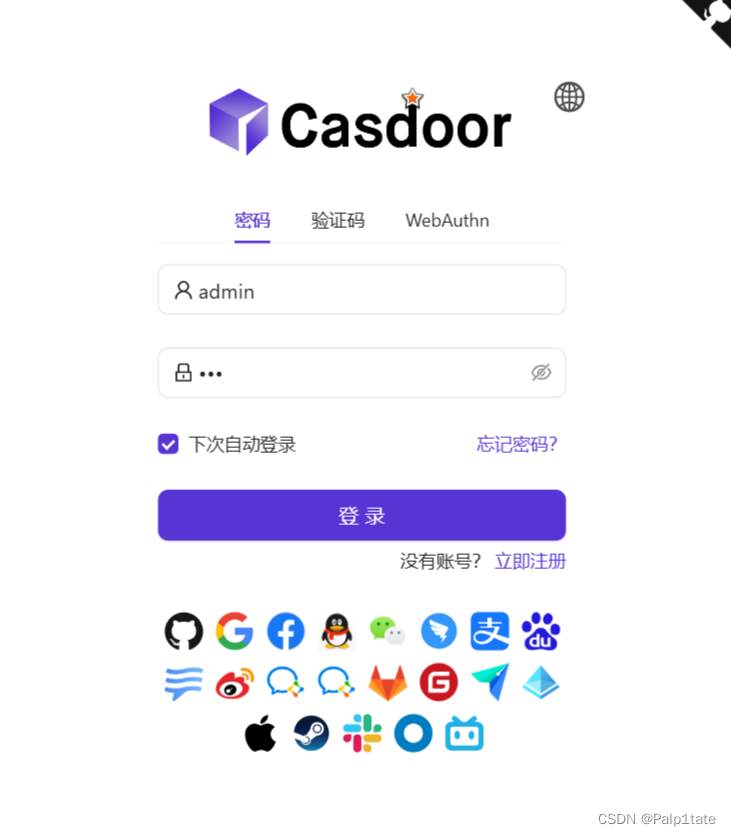 Casdoor
密码 验证码 WebAuthn
admin
•••
下次自动登录 忘记密码?
登 录
没有账号? 立即注册
du
CSDN @Palp1tate